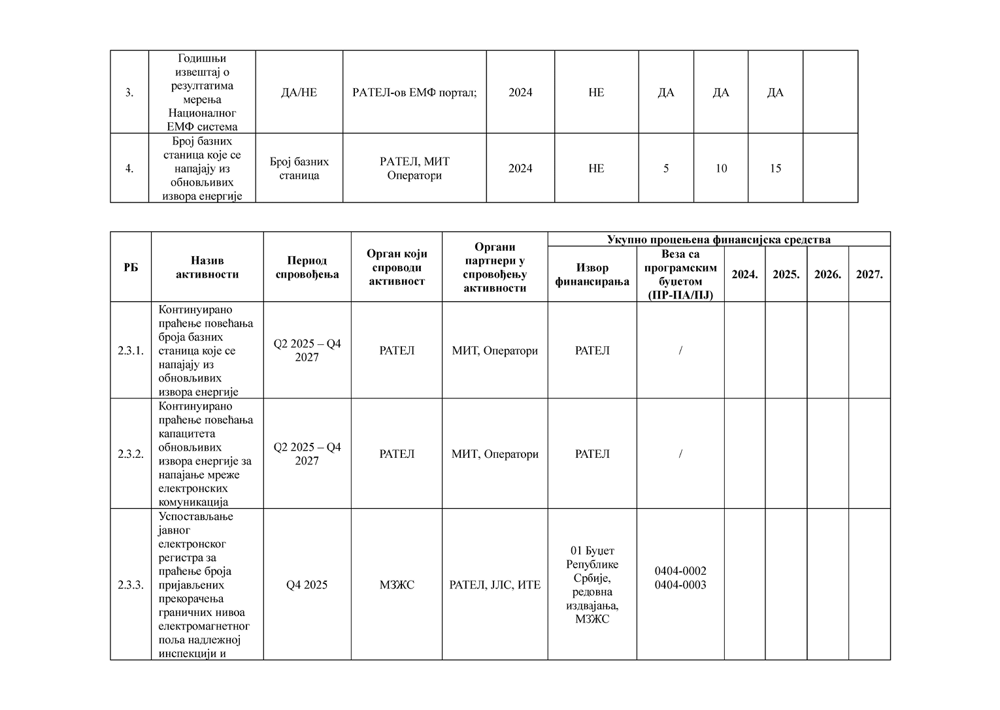 3.
Годишњи
извештај о
резултатима
мерења
Националног
ЕМФ система
ДА/НЕ
РАТЕЛ-ов ЕМФ портал;
2024
НЕ
ДА
ДА
ДА
4.
Број базних
станица које се
напајају из
обновљивих
извора енергије
Број базних
станица
РАТЕЛ, МИТ
Оператори
2024
НЕ
5
10
15
РБ
Назив
активности
Период
спровођења
Орган који
спроводи
активност
Органи
партнери у
спровођењу
активности
Укупно процењена финансијска средства
Извор
финансирања
Веза са
програмским
буџетом
(ПР-ПА/ПЈ)
2024.
2025.
2026.
2027.
2.3.1.
Континуирано
праћење повећања
броја базних
станица које се
напајају из
обновљивих
извора енергије
Q2 2025 – Q4
2027
РАТЕЛ
МИТ, Оператори
РАТЕЛ
/
2.3.2.
Континуирано
праћење повећања
капацитета
обновљивих
извора енергије за
напајање мреже
електронских
комуникација
Q2 2025 – Q4
2027
РАТЕЛ
МИТ, Оператори
РАТЕЛ
/
2.3.3.
Успостављање
јавног
електронског
регистра за
праћење броја
пријављених
прекорачења
граничних нивоа
електромагнетног
поља надлежној
инспекцији и
Q4 2025
МЗЖС
РАТЕЛ, ЈЛС, ИТЕ
01 Буџет
Републике
Србије,
редовна
издвајања,
МЗЖС
0404-0002
0404-0003